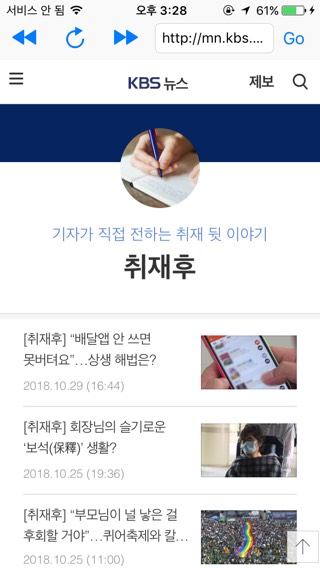 서비스 안 됨 오후 3:28 61%
http://mn.kbs.... Go
KBS 뉴스 제보
기자가 직접 전하는 취재 뒷 이야기
취재후
[취재후] “배달앱 안 쓰면
못버텨요”…상생 해법은?
2018.10.29 (16:44)
[취재후] 회장님의 슬기로운
‘보석(保釋)’ 생활?
2018.10.25 (19:36)
[취재후] “부모님이 널 낳은 걸
후회할 거야”…퀴어축제와 칼...
2018.10.25 (11:00)